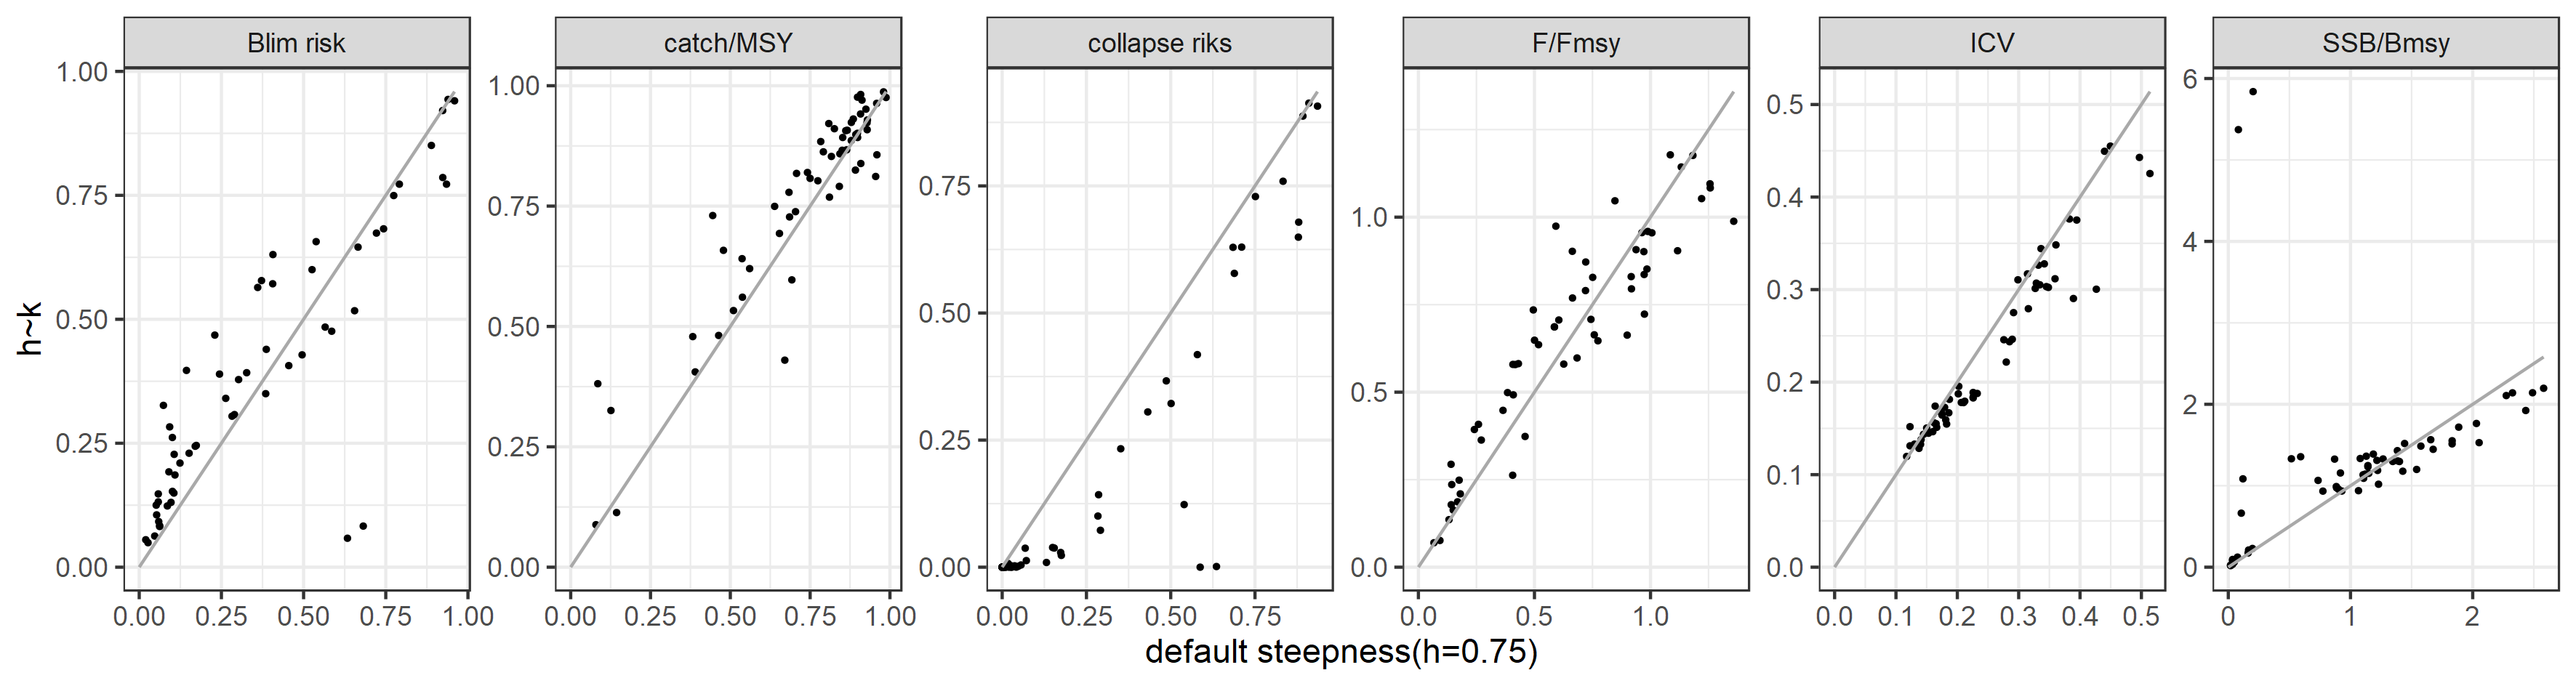 Blim risk
catch/MSY
collapse riks
F/Fmsy
ICV
SSB/Bmsy
h~k
1.00
0.75
0.50
0.25
0.00
0.00 0.25 0.50 0.75 1.00
1.00
0.75
0.50
0.25
0.00
0.00 0.25 0.50 0.75 1.00
0.75
0.50
0.25
0.00
0.00 0.25 0.50 0.75
1.0
0.5
0.0
0.0 0.5 1.0
0.5
0.4
0.3
0.2
0.1
0.0
0.0 0.1 0.2 0.3 0.4 0.5
6
4
2
0
0 1 2
default steepness(h=0.75)